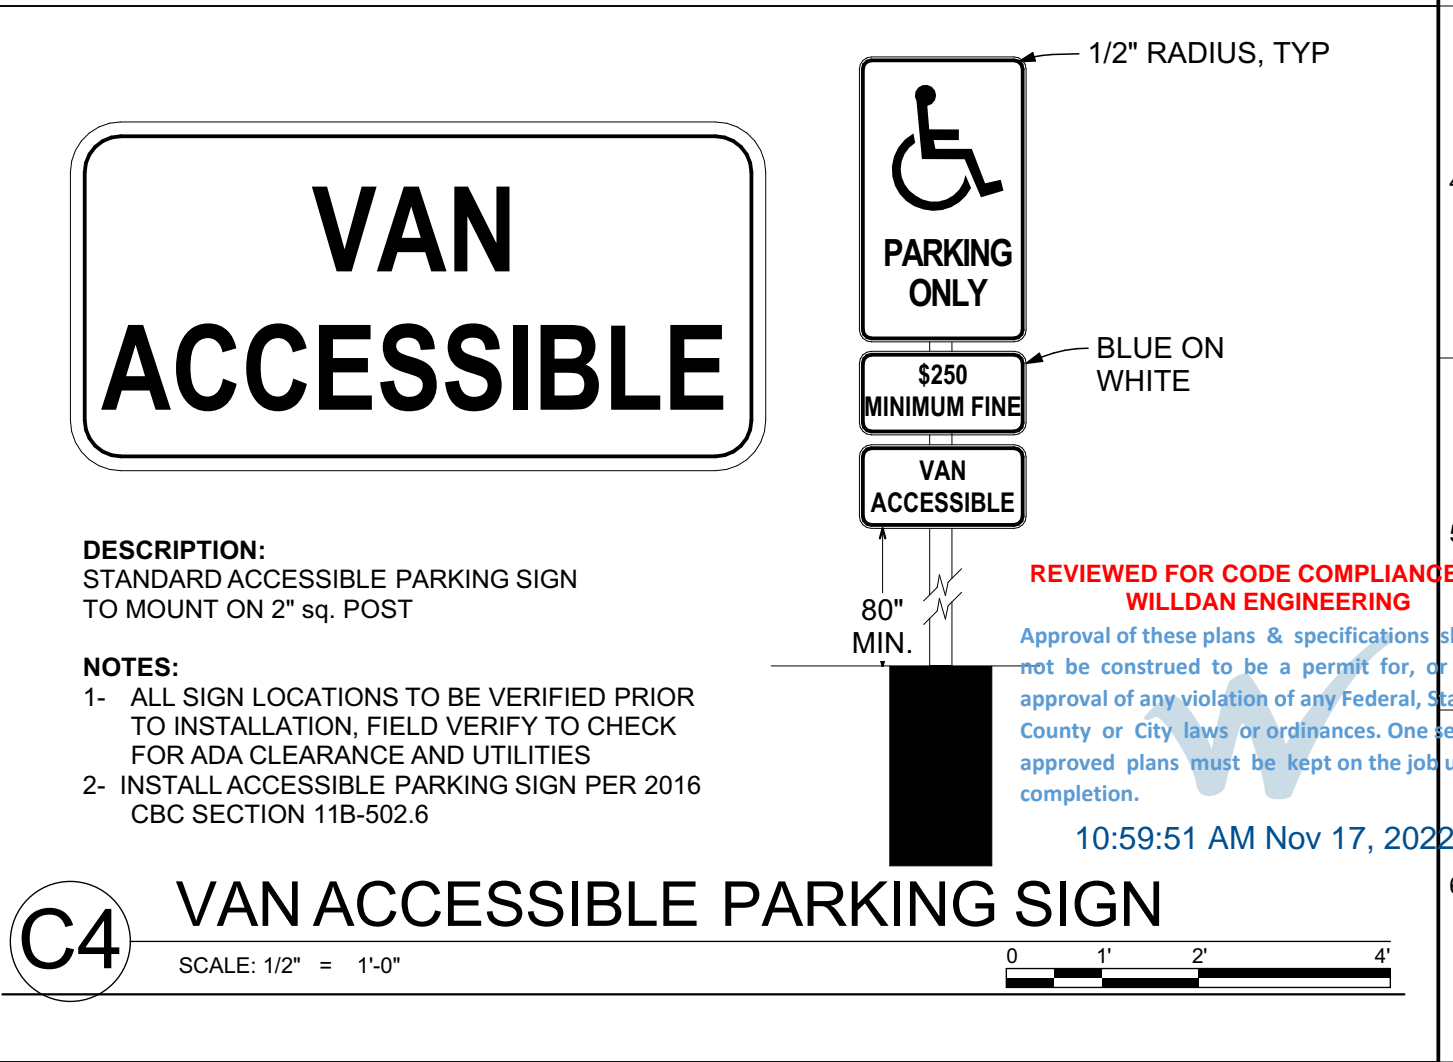 VAN
ACCESSIBLE
1/2" RADIUS, TYP
PARKING
ONLY
BLUE ON
WHITE
$250
MINIMUM FINE
VAN
ACCESSIBLE
80"
MIN.
DESCRIPTION:
STANDARD ACCESSIBLE PARKING SIGN
TO MOUNT ON 2" sq. POST
NOTES:
1- ALL SIGN LOCATIONS TO BE VERIFIED PRIOR
TO INSTALLATION, FIELD VERIFY TO CHECK
FOR ADA CLEARANCE AND UTILITIES
2- INSTALL ACCESSIBLE PARKING SIGN PER 2016
CBC SECTION 11B-502.6
REVIEWED FOR CODE COMPLIANCE
WILLDAN ENGINEERING
Approval of these plans & specifications
not be construed to be a permit for, or
approval of any violation of any Federal,
County or City laws or ordinances. One
approved plans must be kept on the job
completion.
10:59:51 AM Nov 17, 2022
C4
VAN ACCESSIBLE PARKING SIGN
SCALE: 1/2" = 1'-0"
0 1' 2' 4'